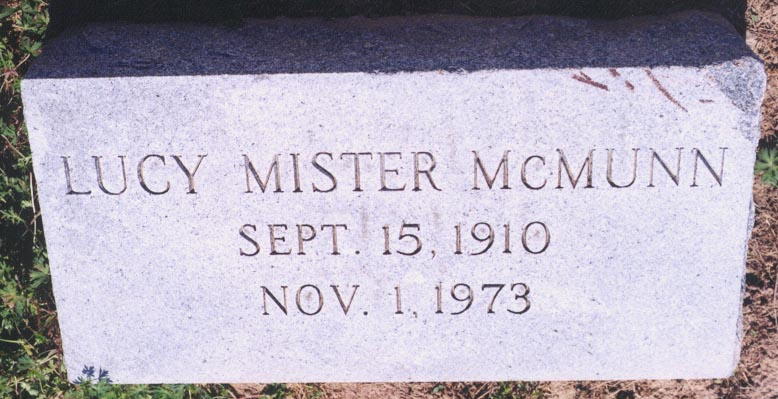 LUCY MISTER McMUNN
SEPT. 15, 1910
NOV. 1, 1973